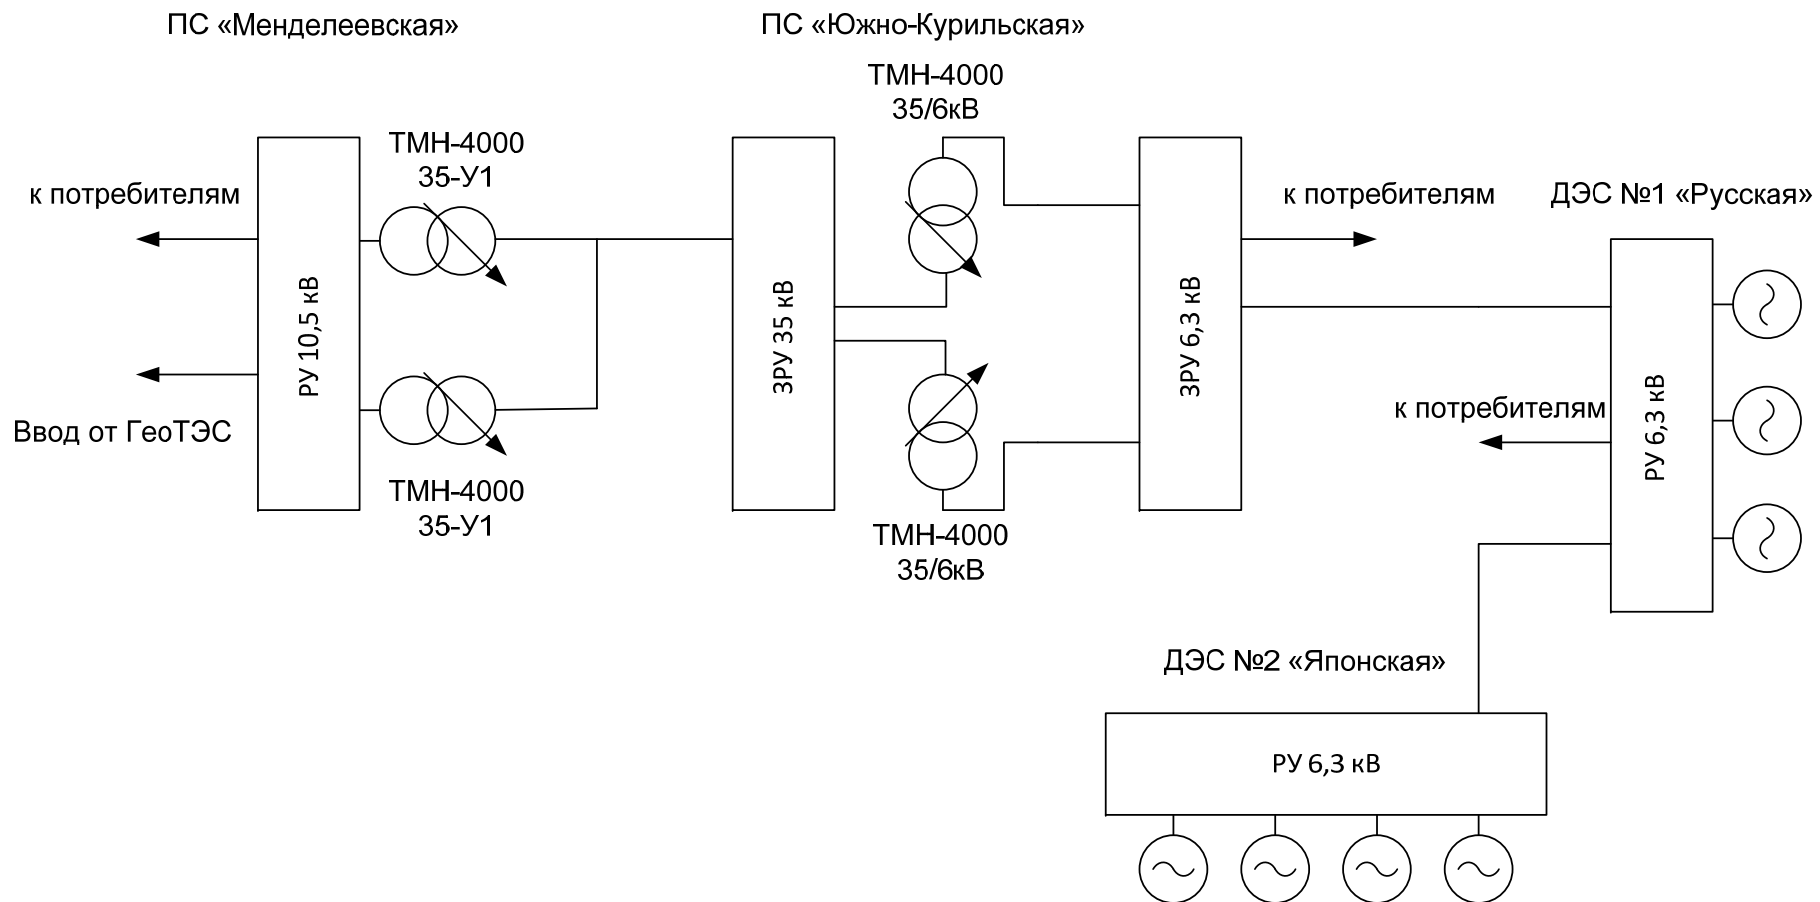 ПС «Менделеевская»
ПС «Южно-Курильская»
ТМН-4000
35/6кВ
ТМН-4000
35-У1
к потребителям
к потребителям
ДЭС №1 «Русская»
РУ 10,5 кВ
ЗРУ 35 кВ
ЗРУ 6,3 кВ
РУ 6,3 кВ
к потребителям
Ввод от ГеоТЭС
ТМН-4000
35-У1
ТМН-4000
35/6кВ
ДЭС №2 «Японская»
РУ 6,3 кВ